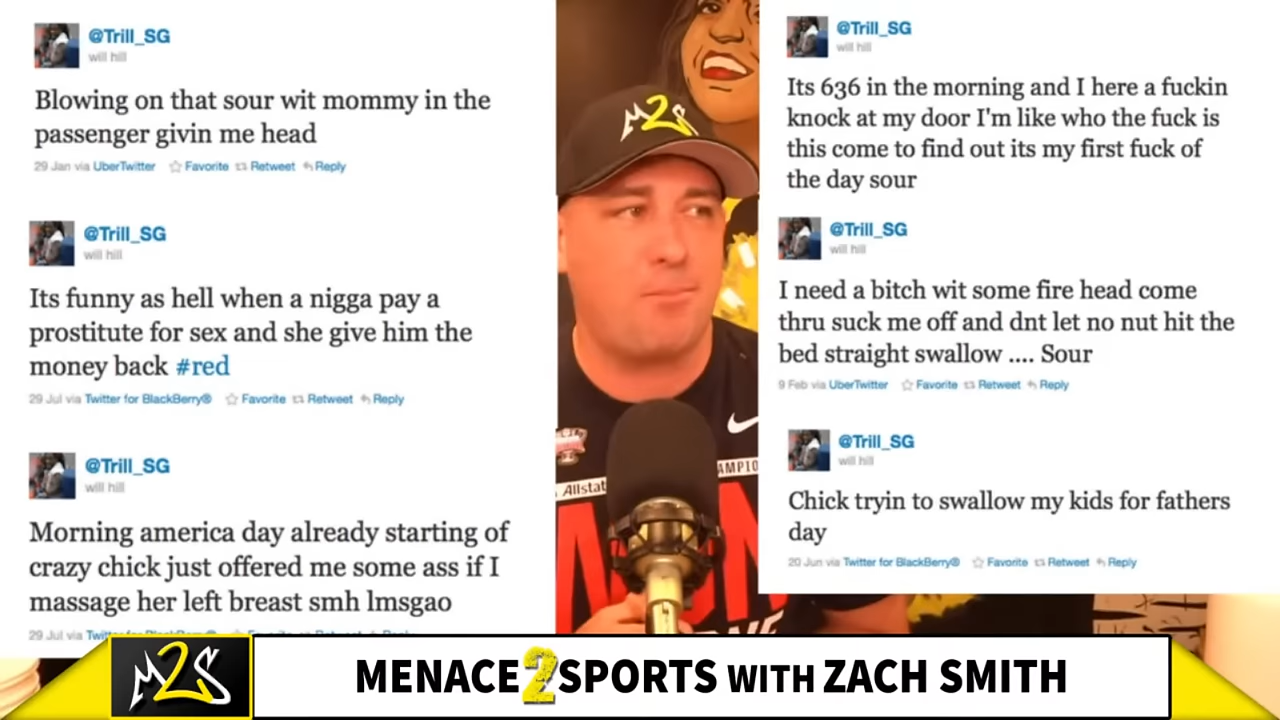 @Trill_SG
will hill
Blowing on that sour wit mommy in the
passenger givin me head
29 Jan via UberTwitter Favorite Retweet Reply
@Trill_SG
will hill
Its funny as hell when a nigga pay a
prostitute for sex and she give him the
money back #red
29 Jul via Twitter for BlackBerry® Favorite Retweet Reply
@Trill_SG
will hill
Morning america day already starting of
crazy chick just offered me some ass if I
massage her left breast smh lmsgao
29 Jul via
M2S
Allstat
AMPIO
@Trill_SG
will hill
Its 636 in the morning and I here a fuckin
knock at my door I'm like who the fuck is
this come to find out its my first fuck of
the day sour
@Trill_SG
will hill
I need a bitch wit some fire head come
thru suck me off and dnt let no nut hit the
bed straight swallow .... Sour
9 Feb via UberTwitter Favorite Retweet Reply
@Trill_SG
will hill
Chick tryin to swallow my kids for fathers
day
20 Jun via Twitter for BlackBerry® Favorite Retweet Reply
M2S
MENACE2SPORTS WITH ZACH SMITH